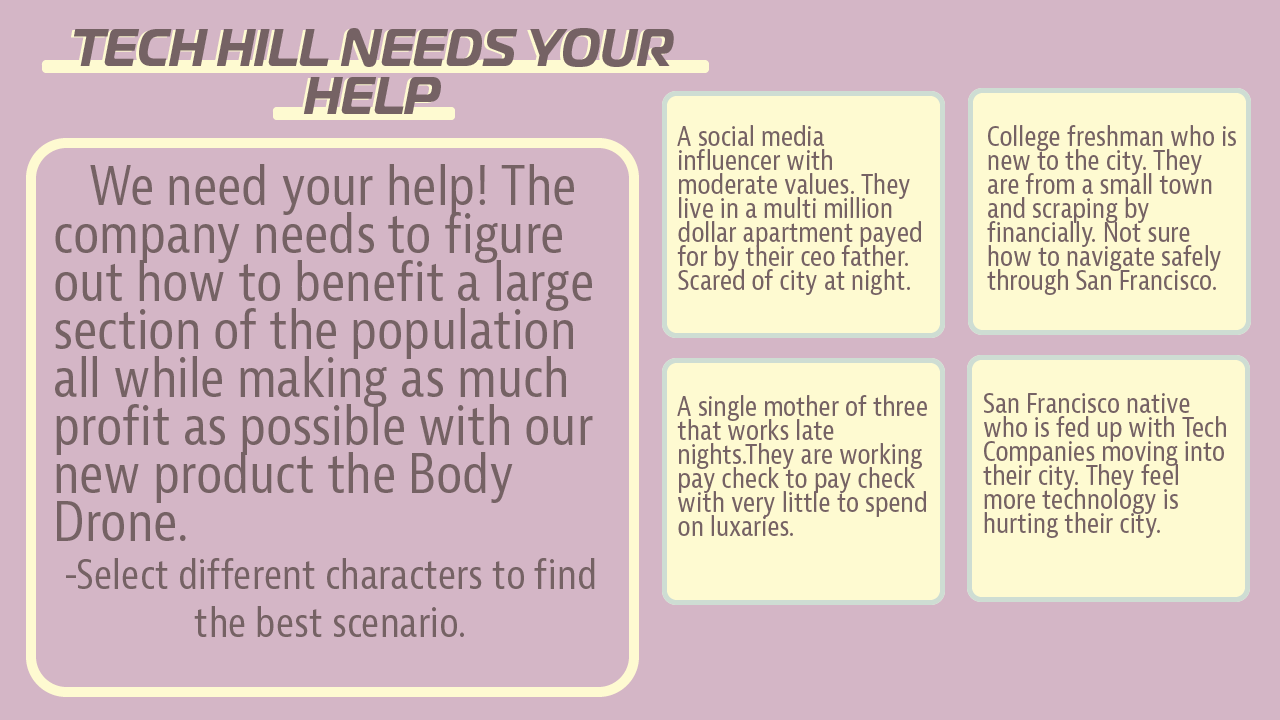 TECH HILL NEEDS YOUR
HELP
We need your help! The
company needs to figure
out how to benefit a large
section of the population
all while making as much
profit as possible with our
new product the Body
Drone.
-Select different characters to find
the best scenario.
A social media
influencer with
moderate values. They
live in a multi million
dollar apartment payed
for by their ceo father.
Scared of city at night.
College freshman who is
new to the city. They
are from a small town
and scraping by
financially. Not sure
how to navigate safely
through San Francisco.
A single mother of three
that works late
nights.They are working
pay check to pay check
with very little to spend
on luxaries.
San Francisco native
who is fed up with Tech
Companies moving into
their city. They feel
more technology is
hurting their city.